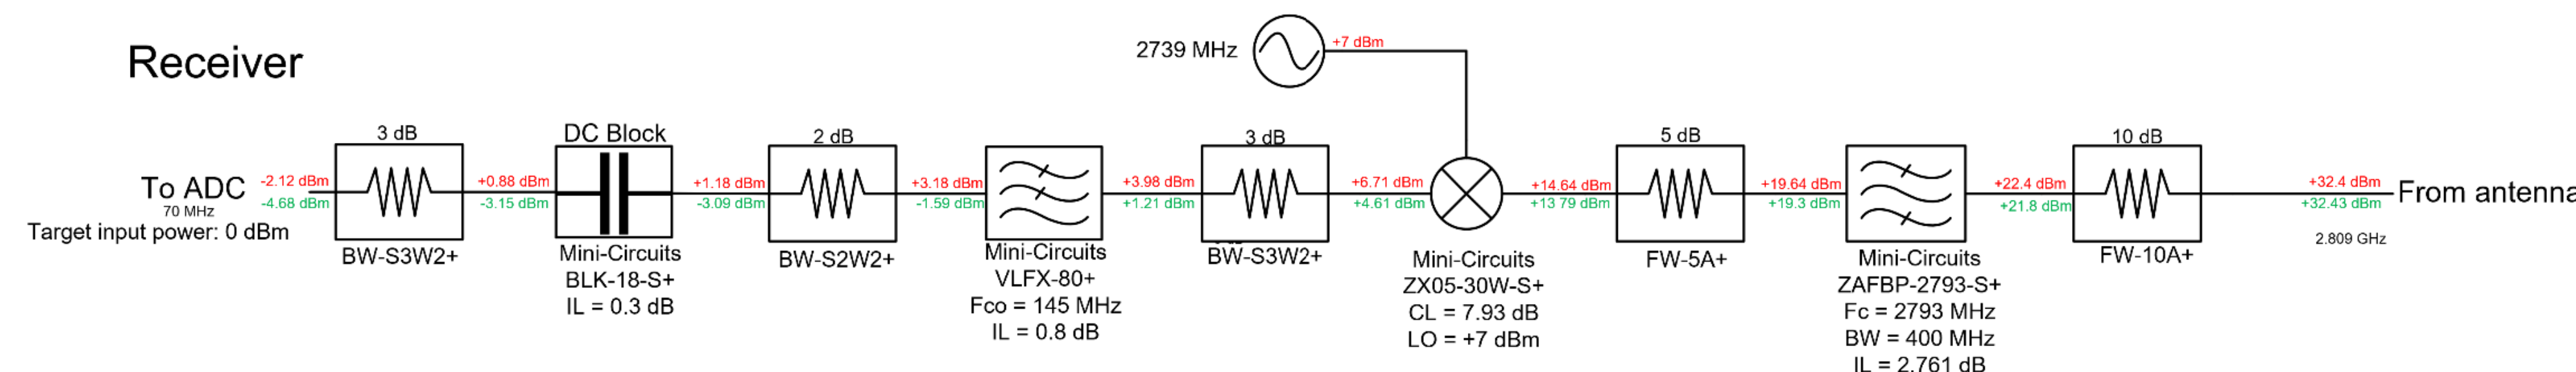 Receiver
2739 MHz
+7 dBm
To ADC
70 MHz
Target input power: 0 dBm
-2.12 dBm
-4.68 dBm
3 dB
BW-S3W2+
+0.88 dBm
-3.15 dBm
DC Block
Mini-Circuits
BLK-18-S+
IL = 0.3 dB
+1.18 dBm
-3.09 dBm
2 dB
BW-S2W2+
+3.18 dBm
-1.59 dBm
Mini-Circuits
VLFX-80+
Fco = 145 MHz
IL = 0.8 dB
+3.98 dBm
+1.21 dBm
3 dB
BW-S3W2+
+6.71 dBm
+4.61 dBm
Mini-Circuits
ZX05-30W-S+
CL = 7.93 dB
LO = +7 dBm
+14.64 dBm
+13 79 dBm
5 dB
FW-5A+
+19.64 dBm
+19.3 dBm
Mini-Circuits
ZAFBP-2793-S+
Fc = 2793 MHz
BW = 400 MHz
IL = 2.761 dB
+22.4 dBm
+21.8 dBm
10 dB
FW-10A+
+32.4 dBm
+32.43 dBm
2.809 GHz
From antenna